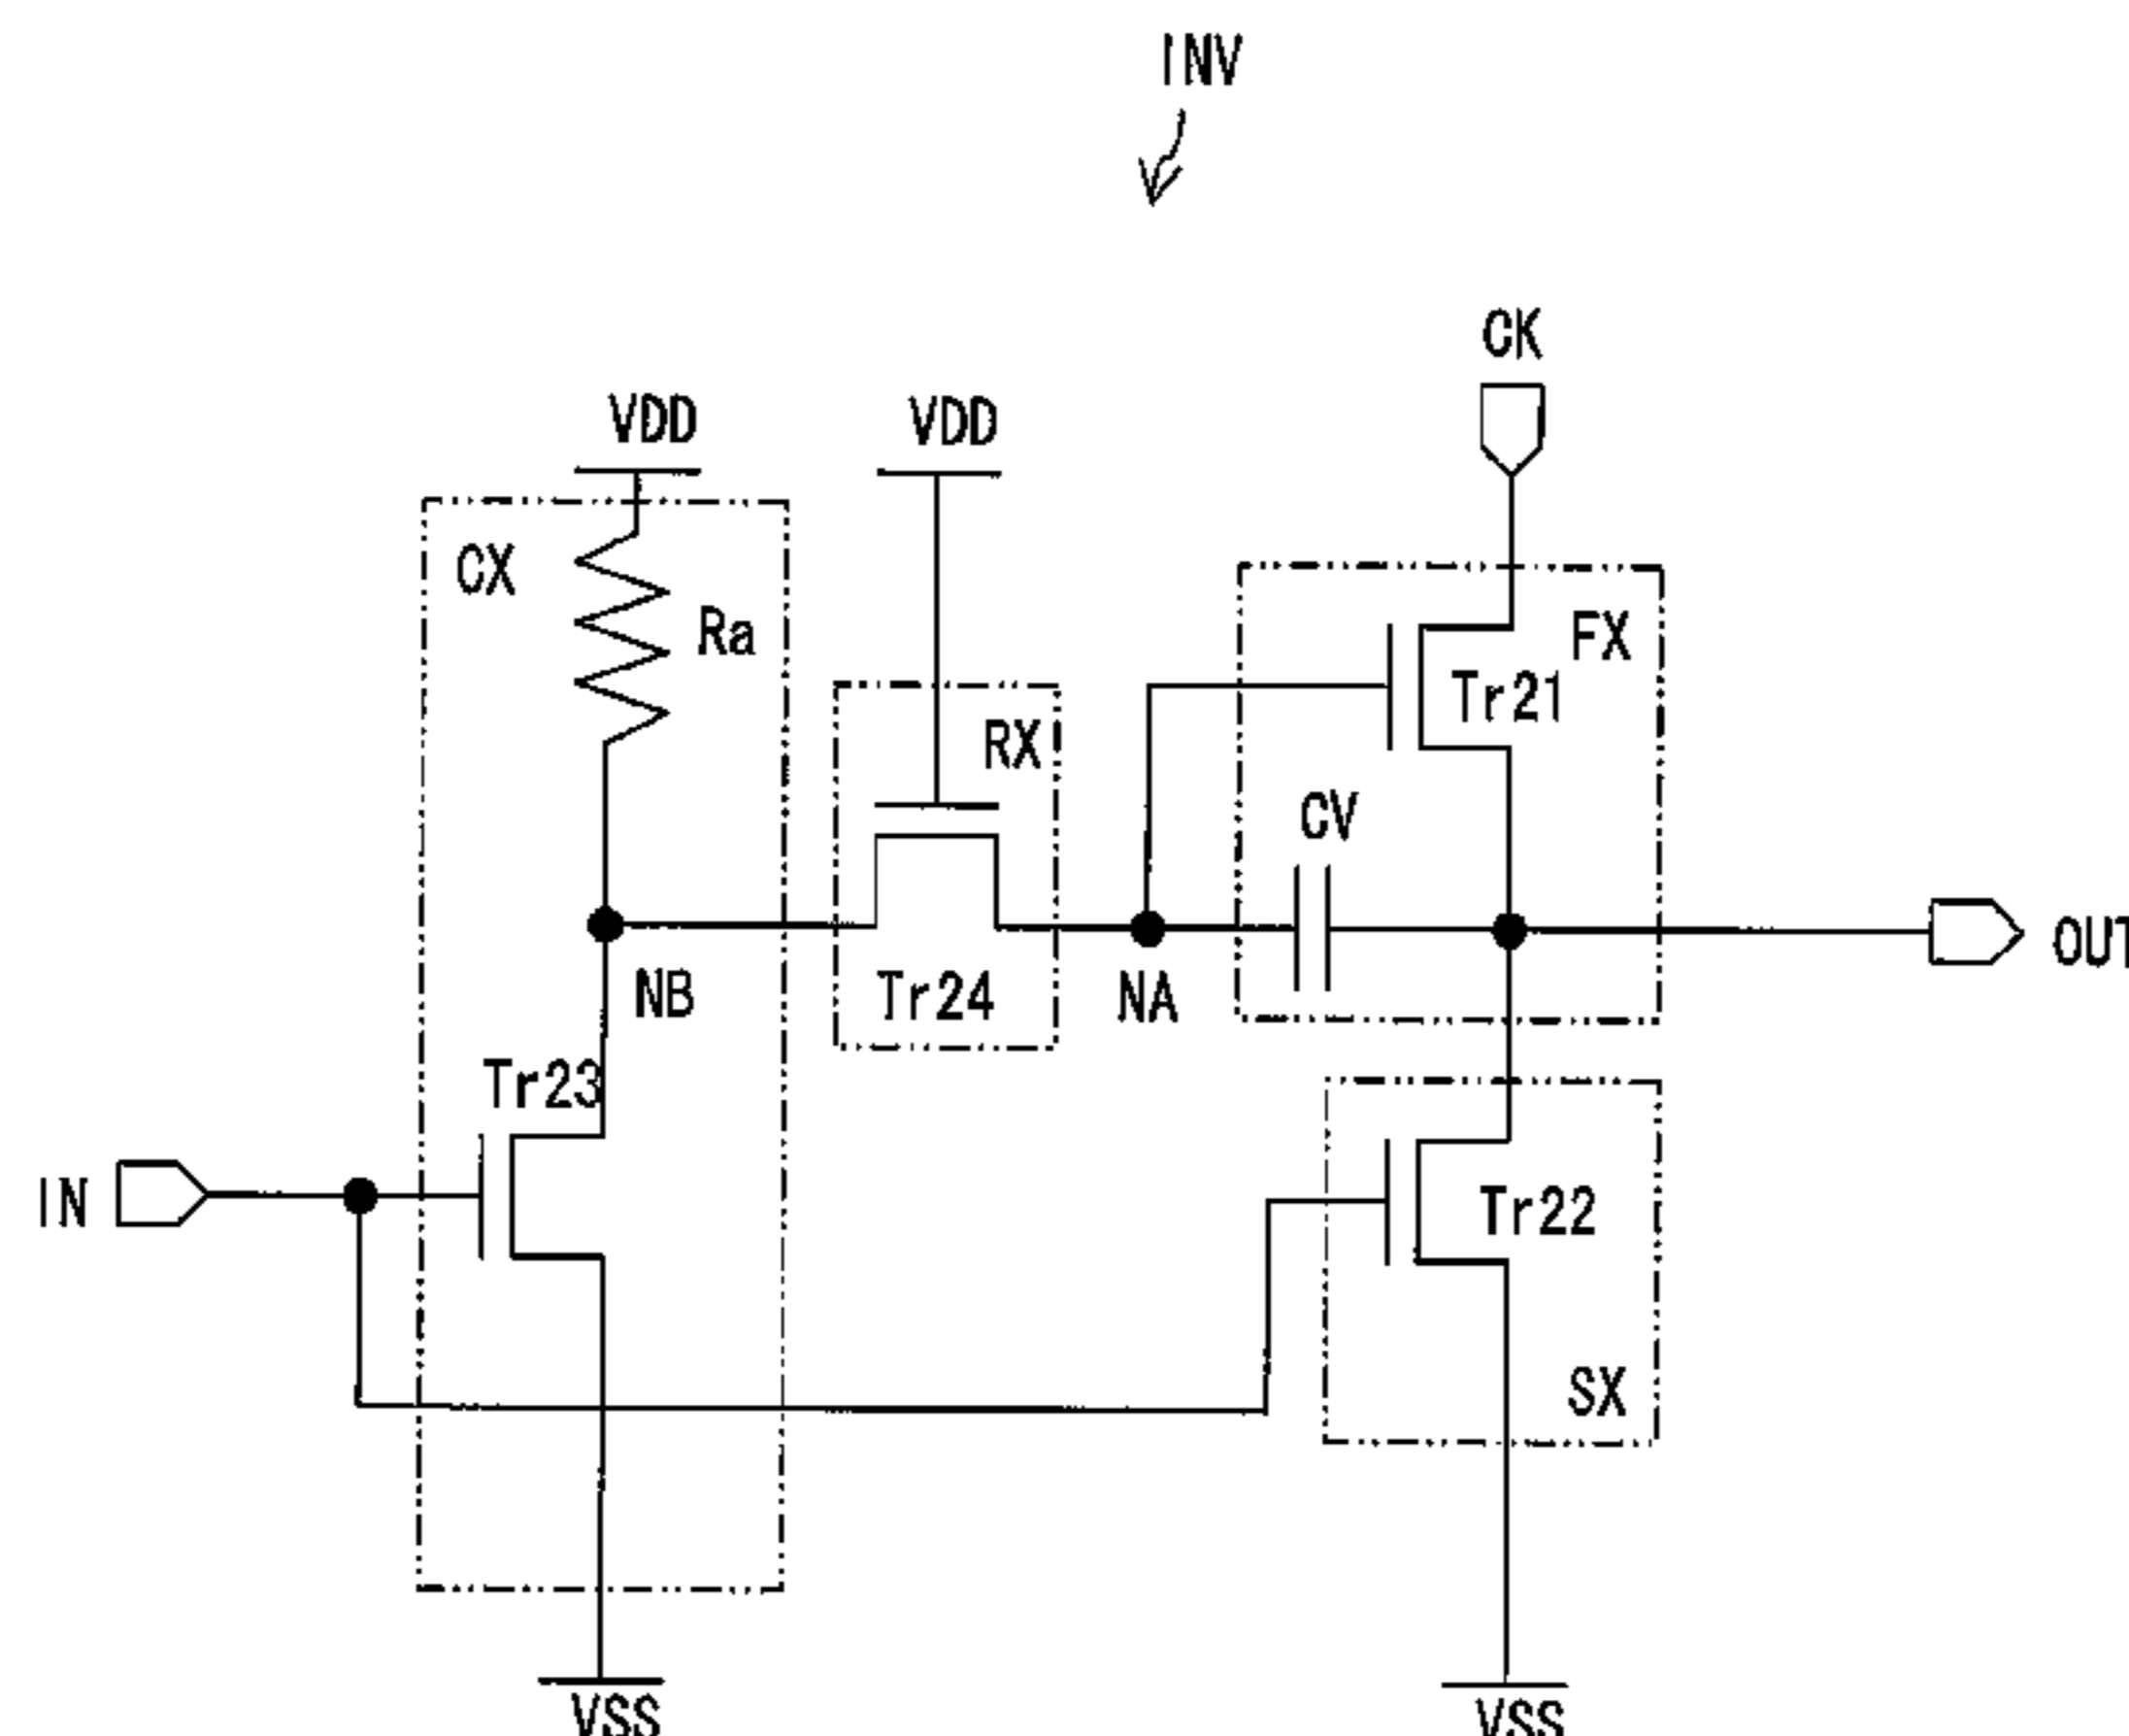 INV
CK
VDD
VDD
CX
Ra
FX
Tr21
RX
CV
OUT
NB
Tr24
NA
Tr23
IN
Tr22
SX
VSS
VSS